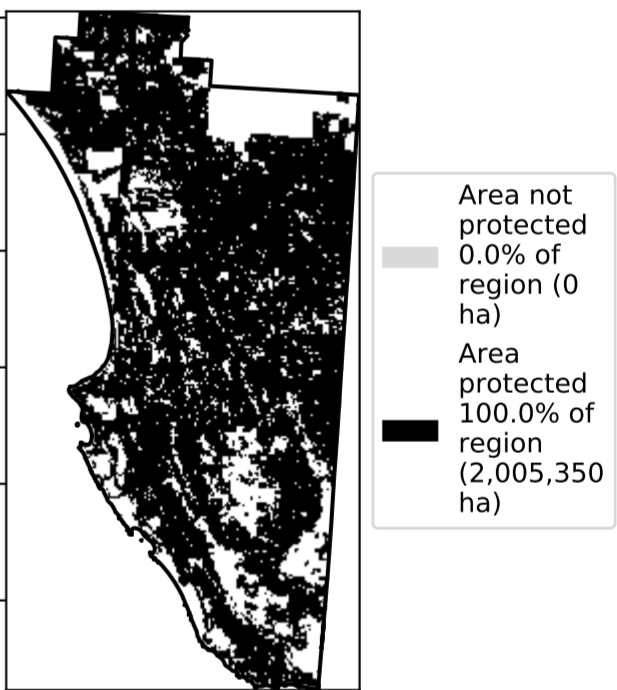 Area not
protected
0.0% of
region (0
ha)
Area
protected
100.0% of
region
(2,005,350
ha)